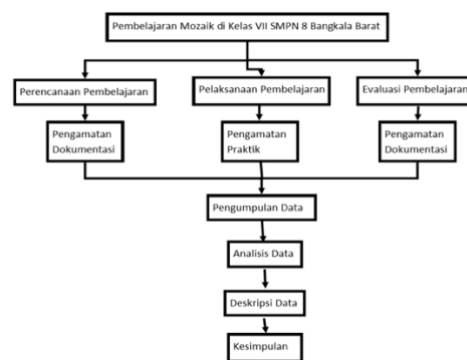 Pembelajaran Mozaik di Kelas VII SMPN 8 Bangkala Barat
Perencanaan Pembelajaran
Pelaksanaan Pembelajaran
Evaluasi Pembelajaran
Pengamatan
Dokumentasi
Pengamatan
Praktik
Pengamatan
Dokumentasi
Pengumpulan Data
Analisis Data
Deskripsi Data
Kesimpulan